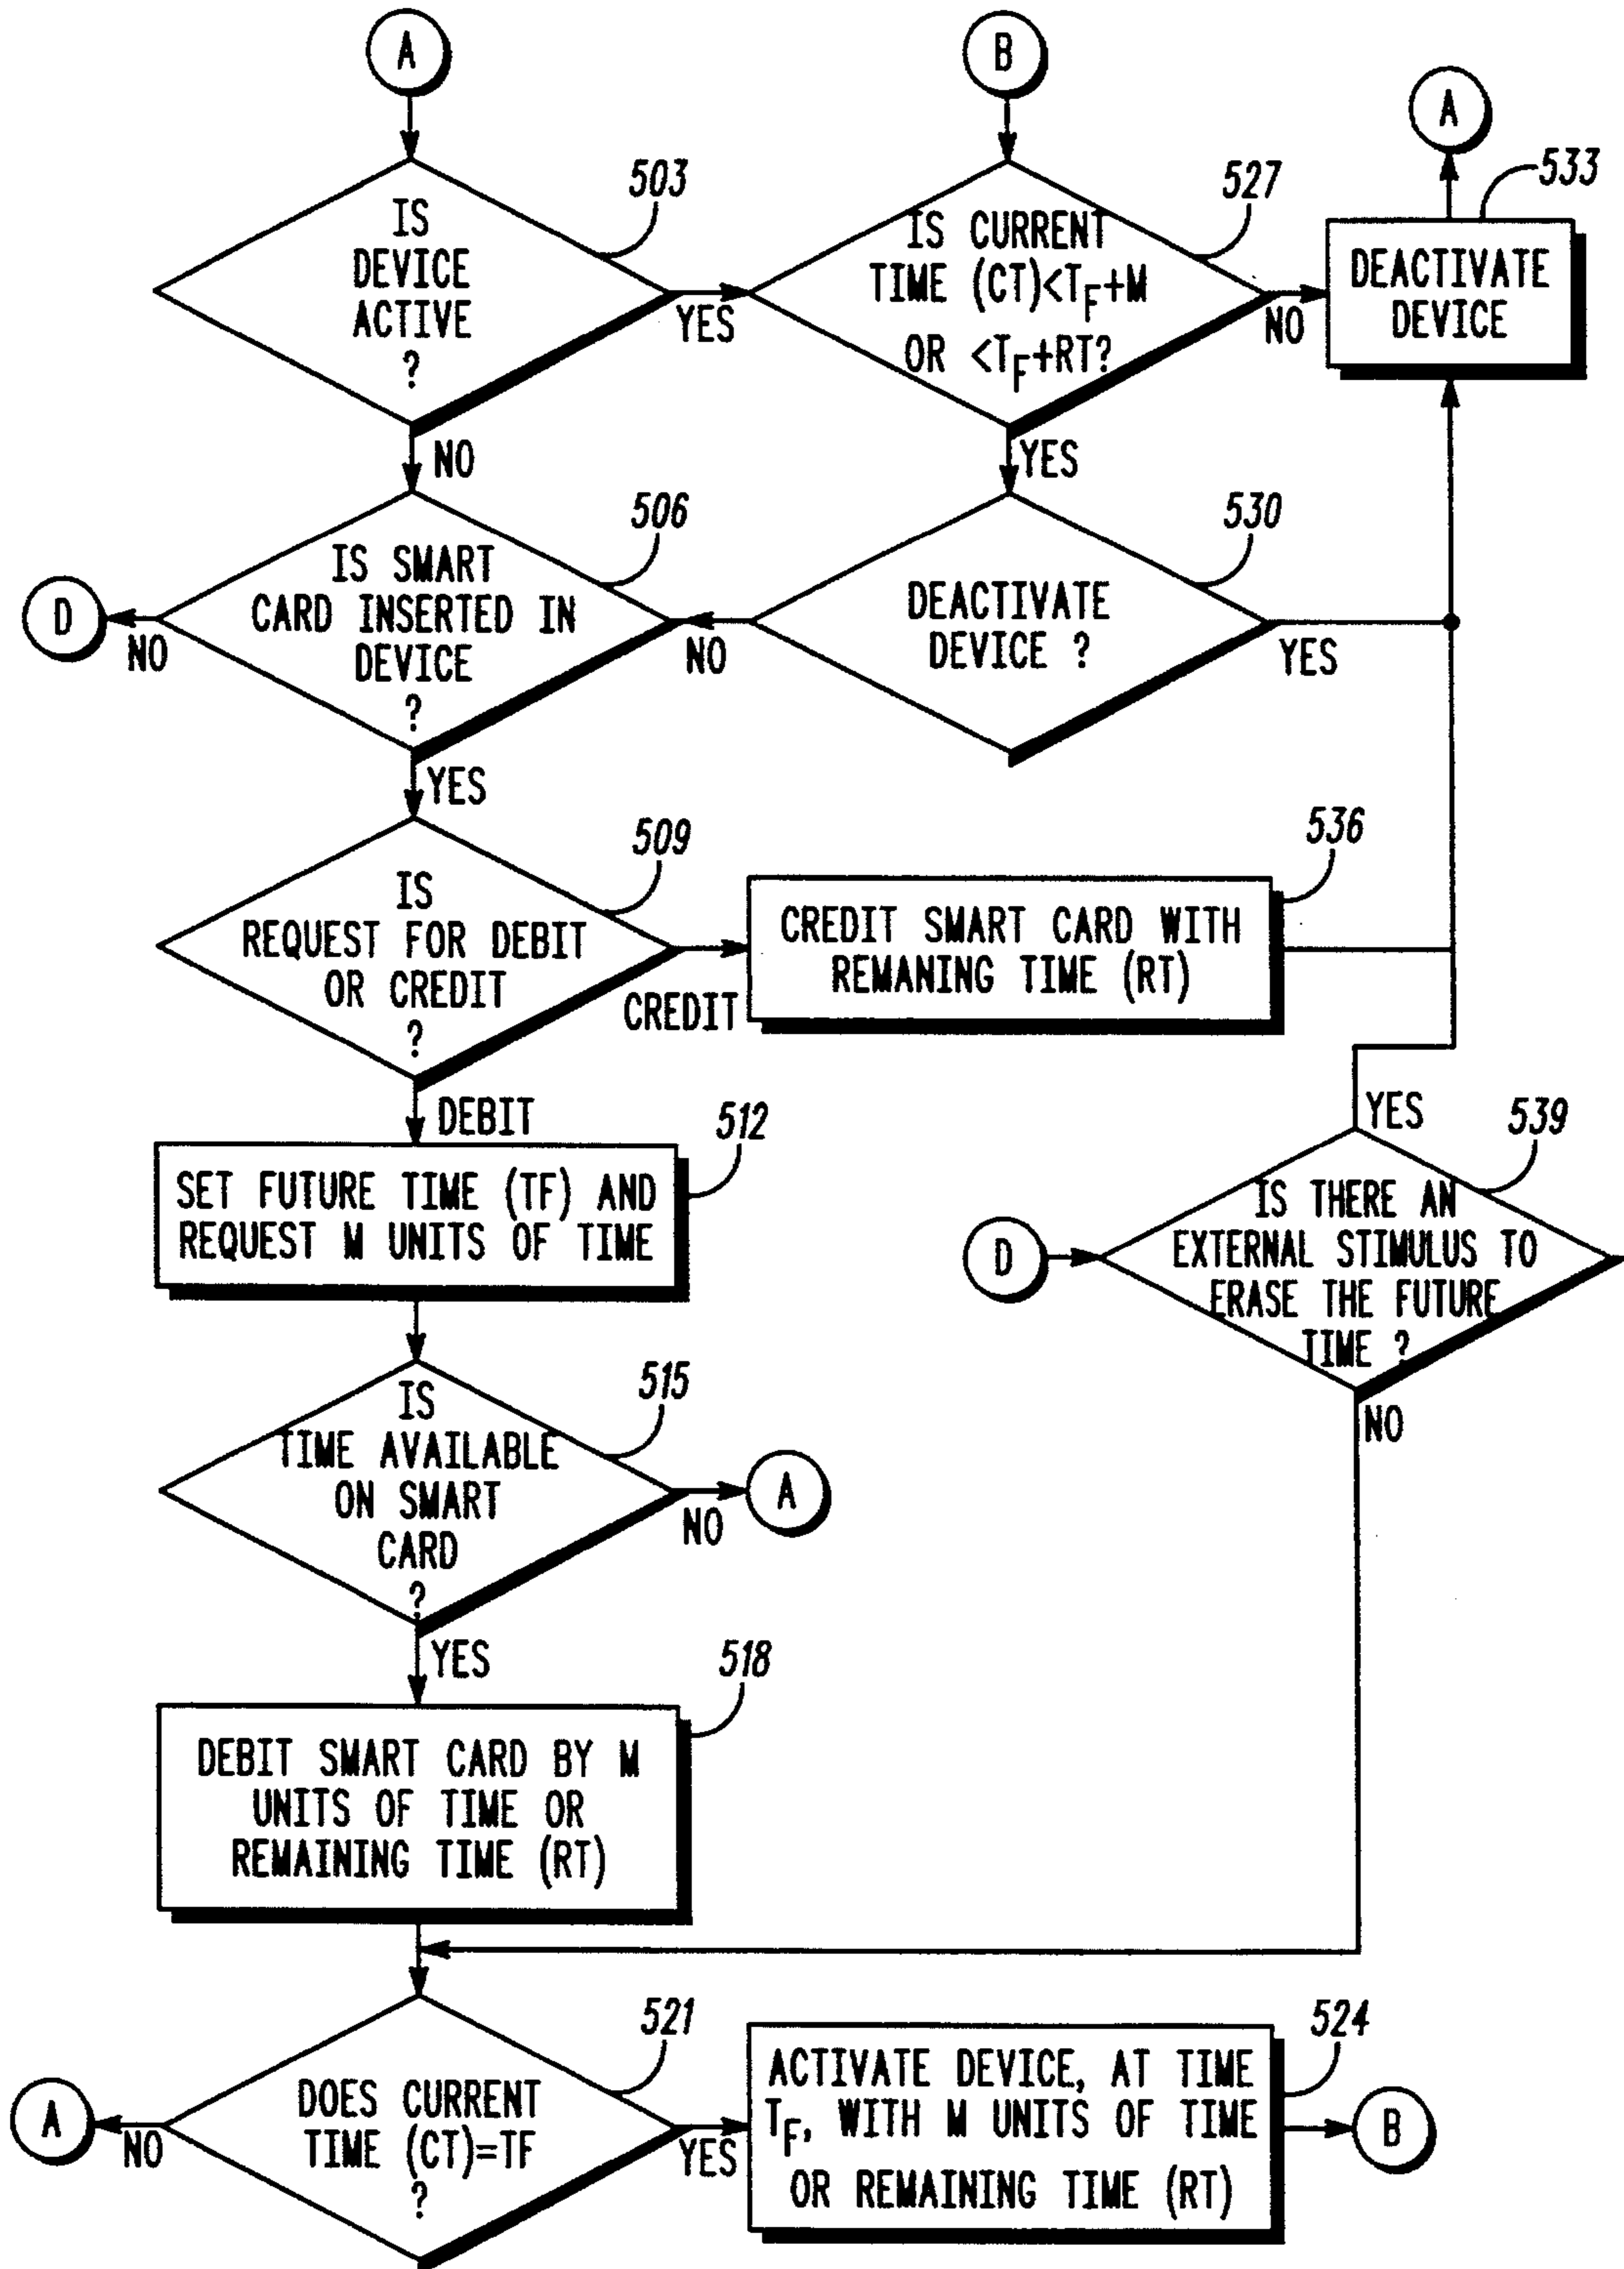 A
B
A
503
527
533
IS
DEVICE
ACTIVE
?
YES
IS CURRENT
TIME (CT)<TF+M
OR <TF+RT?
NO
DEACTIVATE
DEVICE
NO
YES
506
530
D
NO
IS SMART
CARD INSERTED IN
DEVICE
?
NO
DEACTIVATE
DEVICE ?
YES
YES
509
536
IS
REQUEST FOR DEBIT
OR CREDIT
?
CREDIT
CREDIT SMART CARD WITH
REMANING TIME (RT)
DEBIT
YES
512
539
SET FUTURE TIME (TF) AND
REQUEST M UNITS OF TIME
D
IS THERE AN
EXTERNAL STIMULUS TO
ERASE THE FUTURE
TIME ?
NO
515
IS
TIME AVAILABLE
ON SMART
CARD
?
NO
A
YES
518
DEBIT SMART CARD BY M
UNITS OF TIME OR
REMAINING TIME (RT)
521
524
A
NO
DOES CURRENT
TIME (CT)=TF
?
YES
ACTIVATE DEVICE, AT TIME
TF, WITH M UNITS OF TIME
OR REMAINING TIME (RT)
B